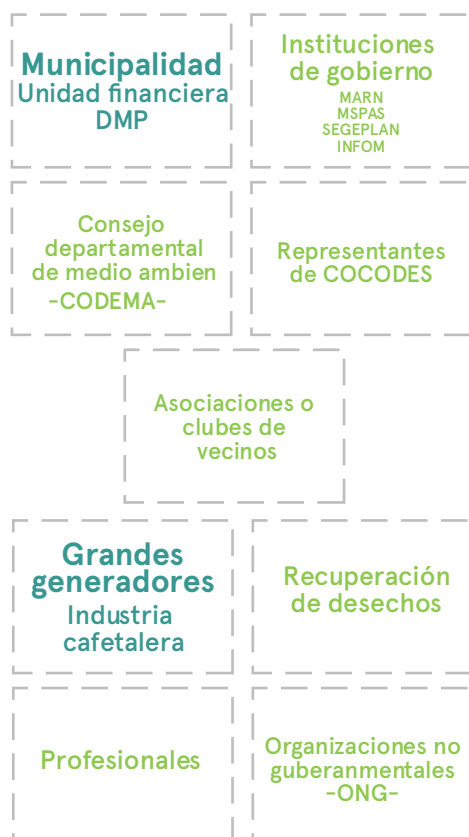 Municipalidad
Unidad financiera
DMP
Instituciones
de gobierno
MARN
MSPAS
SEGEPLAN
INFOM
Consejo
departamental
de medio ambien
-CODEMA-
Representantes
de COCODES
Asociaciones o
clubes de
vecinos
Grandes
generadores
Industria
cafetalera
Recuperación
de desechos
Profesionales
Organizaciones no
guberanmentales
-ONG-